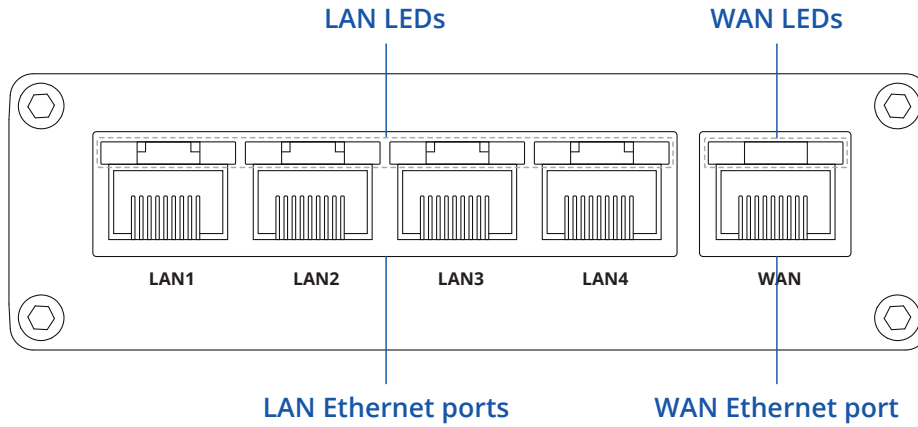 LAN LEDs WAN LEDs
LAN1 LAN2 LAN3 LAN4 WAN
LAN Ethernet ports WAN Ethernet port